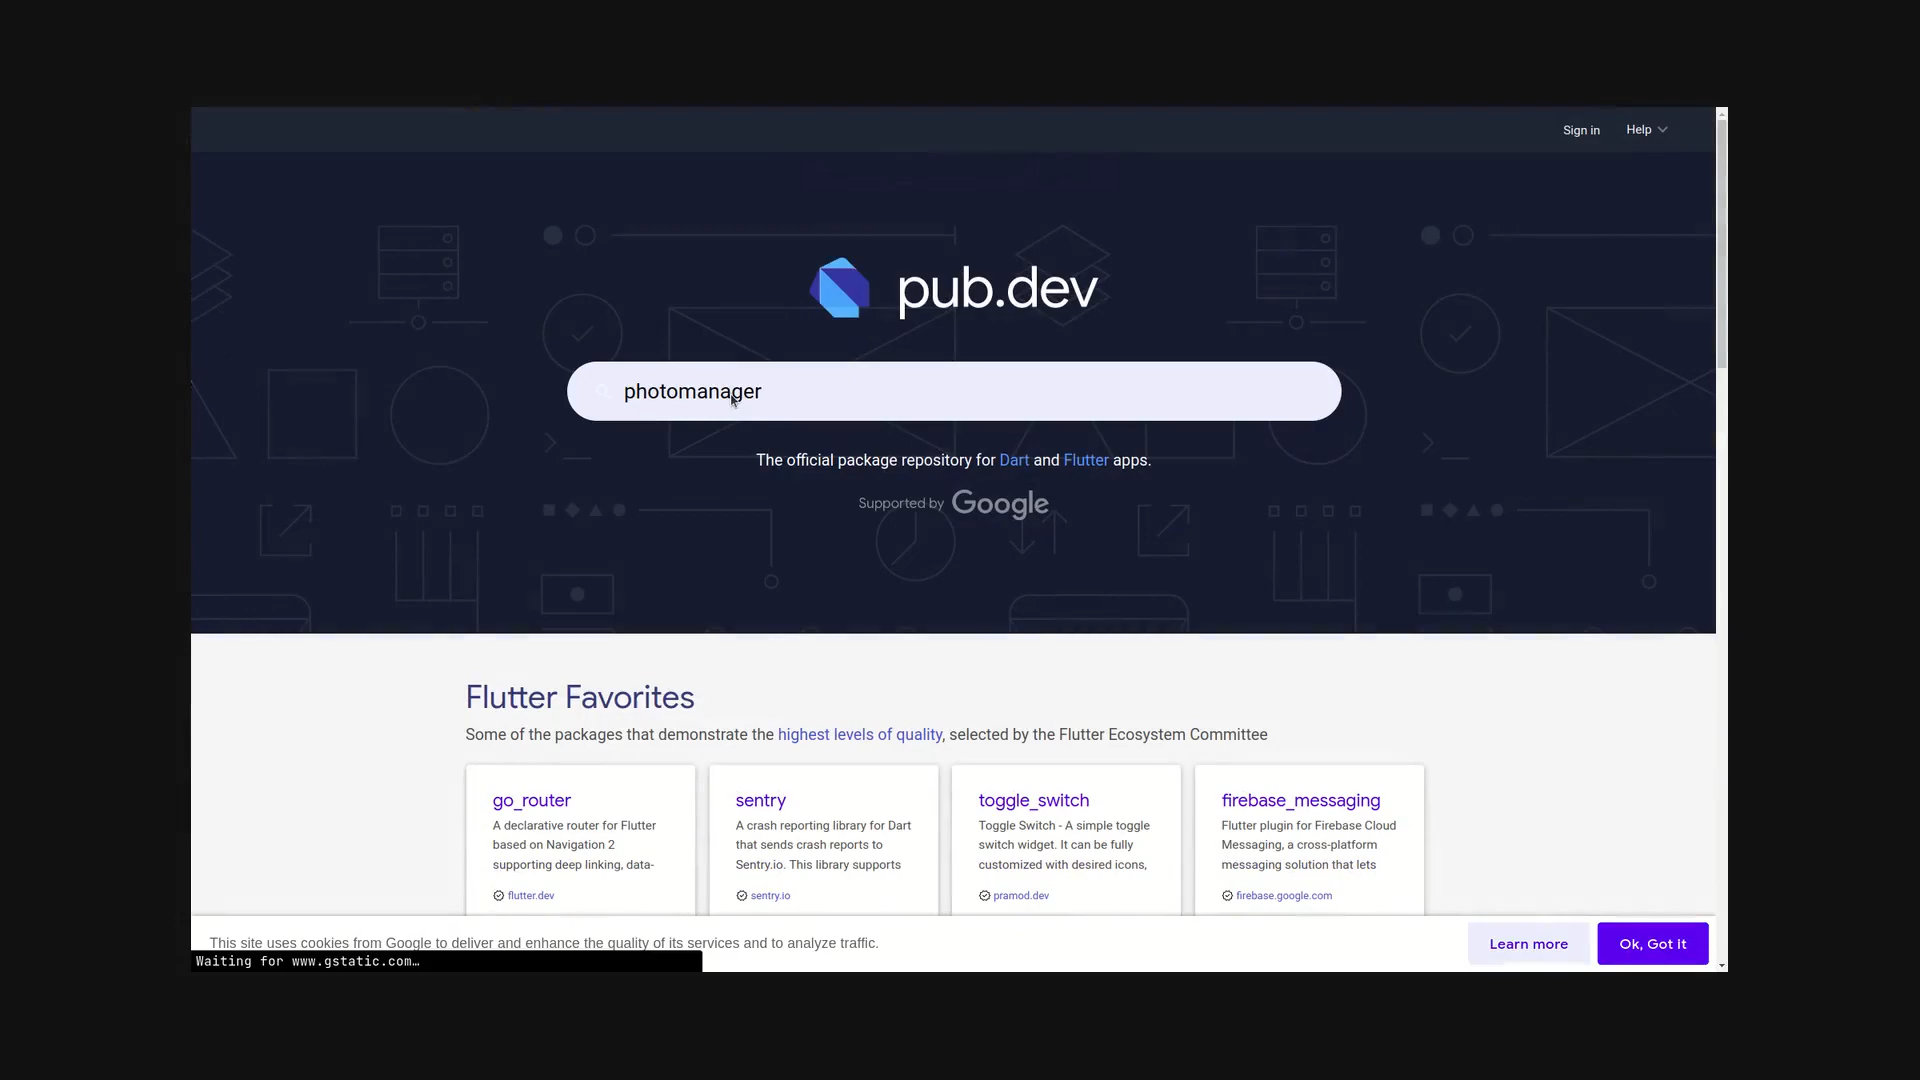 Sign in
Help
pub.dev
photomanager
The official package repository for Dart and Flutter apps.
Supported by Google
Flutter Favorites
Some of the packages that demonstrate the highest levels of quality, selected by the Flutter Ecosystem Committee
go_router
A declarative router for Flutter
based on Navigation 2
supporting deep linking, data-
flutter.dev
sentry
A crash reporting library for Dart
that sends crash reports to
Sentry.io. This library supports
sentry.io
toggle_switch
Toggle Switch - A simple toggle
switch widget. It can be fully
customized with desired icons,
pramod.dev
firebase_messaging
Flutter plugin for Firebase Cloud
Messaging, a cross-platform
messaging solution that lets
firebase.google.com
This site uses cookies from Google to deliver and enhance the quality of its services and to analyze traffic.
Learn more
Ok, Got it
Waiting for www.gstatic.com…